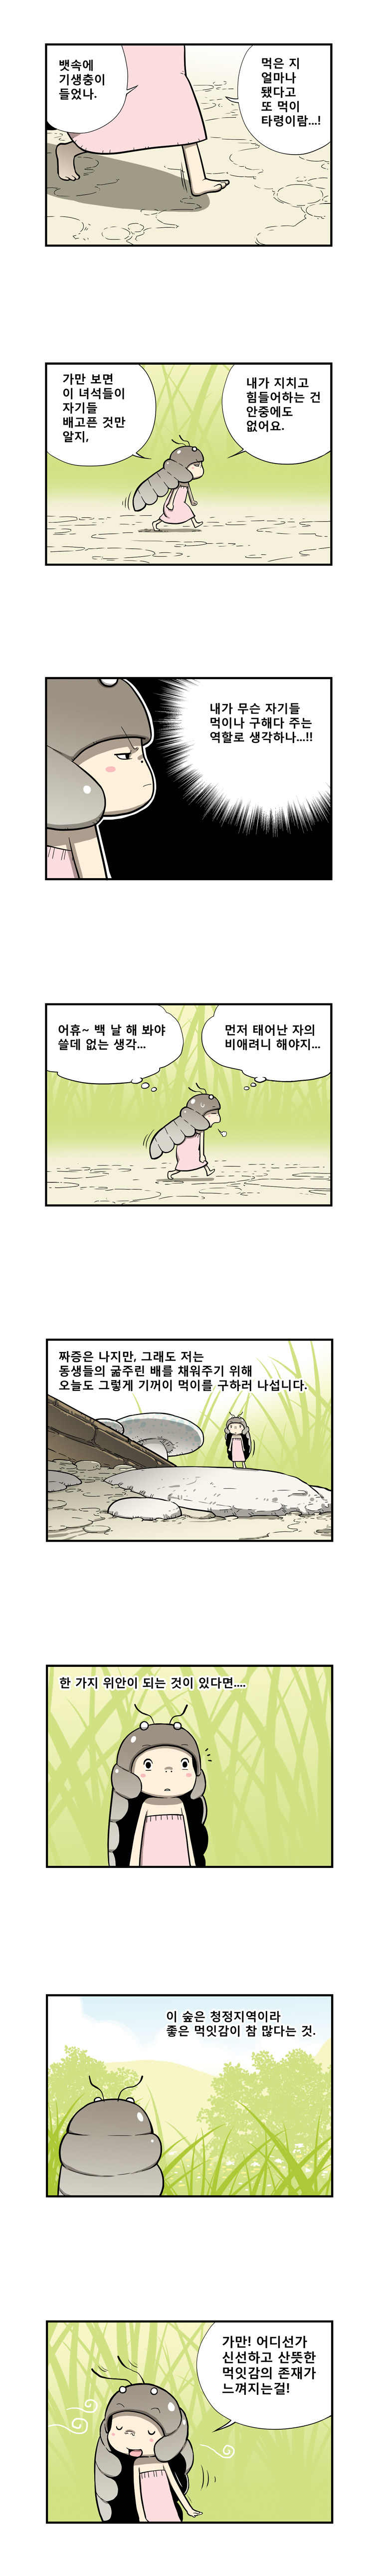 뱃속에
기생충이
들었나.
먹은 지
얼마나
됐다고
또 먹이
타령이람...!
가만 보면
이 녀석들이
자기들
배고픈 것만
알지,
내가 지치고
힘들어하는 건
안중에도
없어요.
내가 무슨 자기들
먹이나 구해다 주는
역할로 생각하나...!!
어휴~ 백 날 해 봐야
쓸데 없는 생각...
먼저 태어난 자의
비애려니 해야지...
짜증은 나지만, 그래도 저는
동생들의 굶주린 배를 채워주기 위해
오늘도 그렇게 기꺼이 먹이를 구하러 나섭니다.
한 가지 위안이 되는 것이 있다면....
이 숲은 청정지역이라
좋은 먹잇감이 참 많다는 것.
가만! 어디선가
신선하고 산뜻한
먹잇감의 존재가
느껴지는걸!